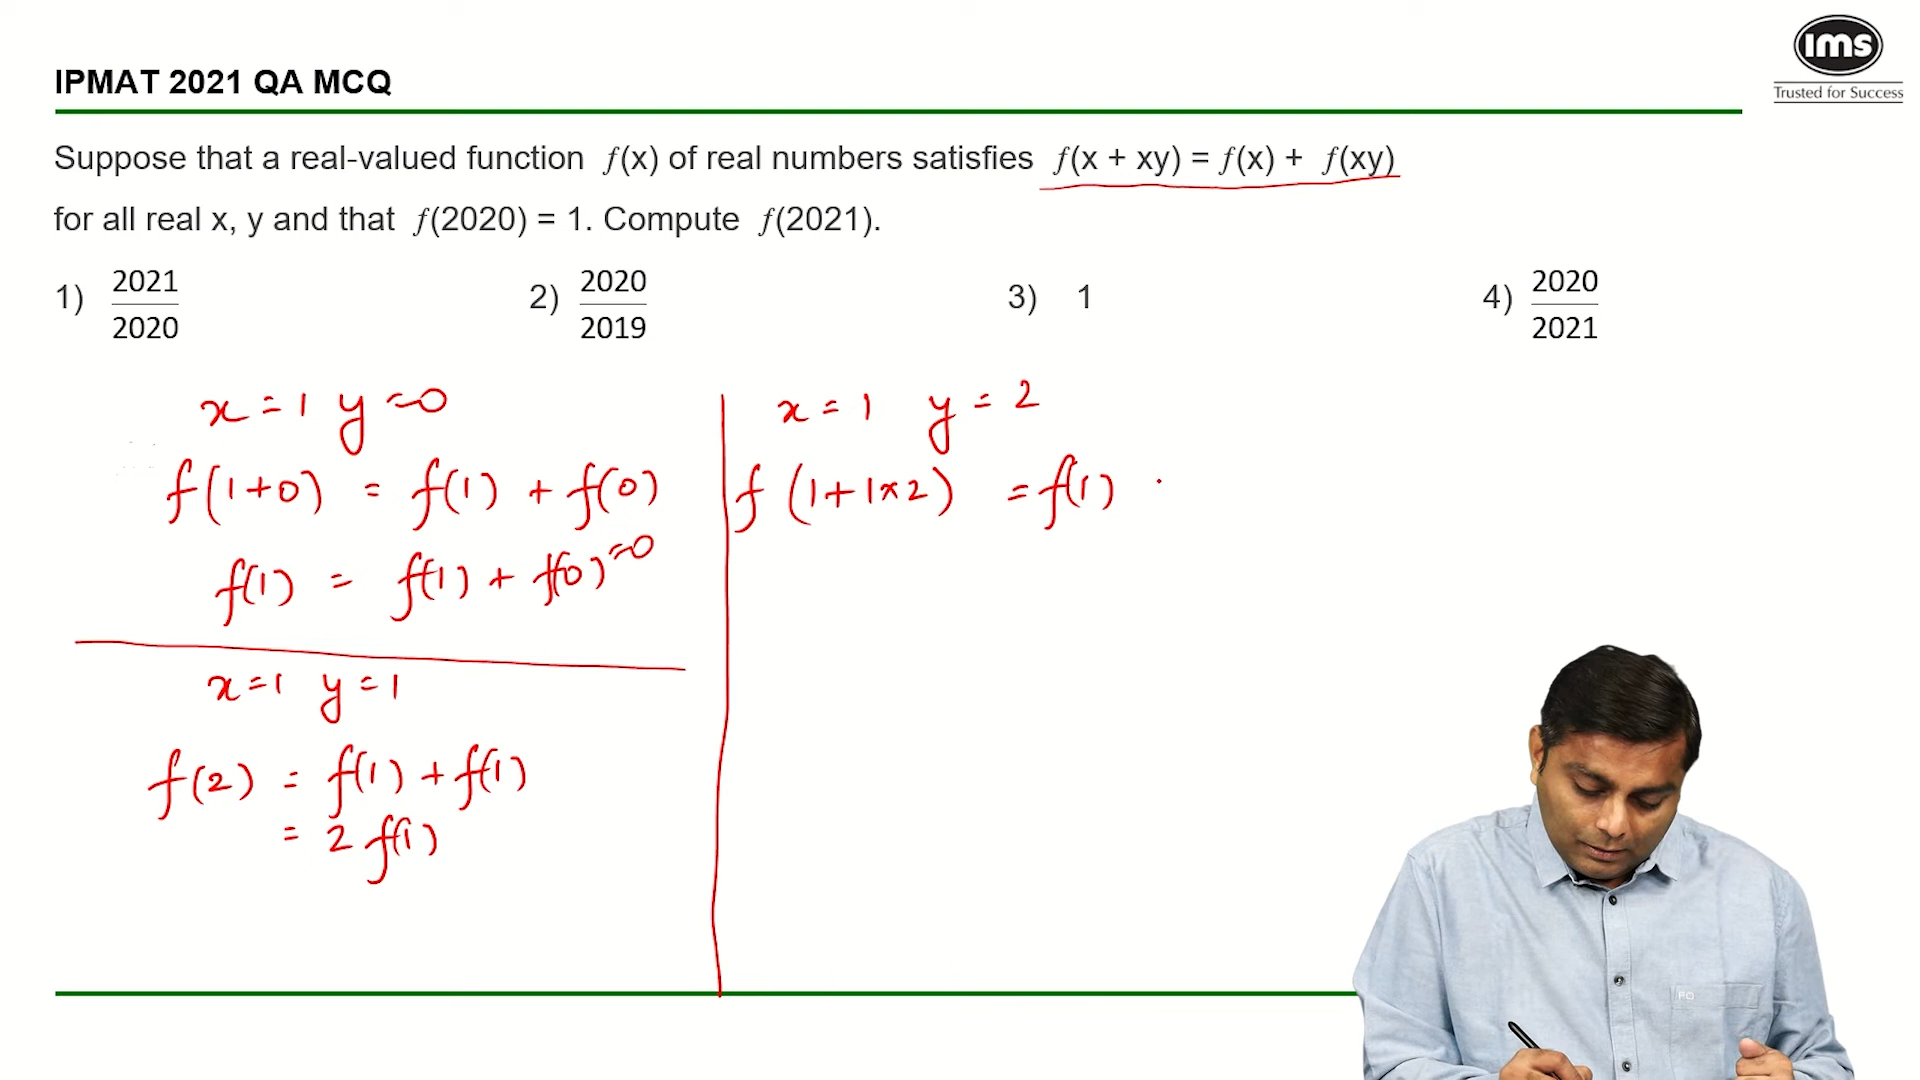 ims
Trusted for Success
IPMAT 2021 QA MCQ
Suppose that a real-valued function f(x) of real numbers satisfies f(x + xy) = f(x) + f(xy)
for all real x, y and that f(2020) = 1. Compute f(2021).
1) 2021/2020 2) 2020/2019 3) 1 4) 2020/2021
x = 1 y = 0
f(1+0) = f(1) + f(0)
f(1) = f(1) + f(0) = 0
x = 1 y = 1
f(2) = f(1) + f(1)
= 2 f(1)
x = 1 y = 2
f(1+1×2) = f(1)